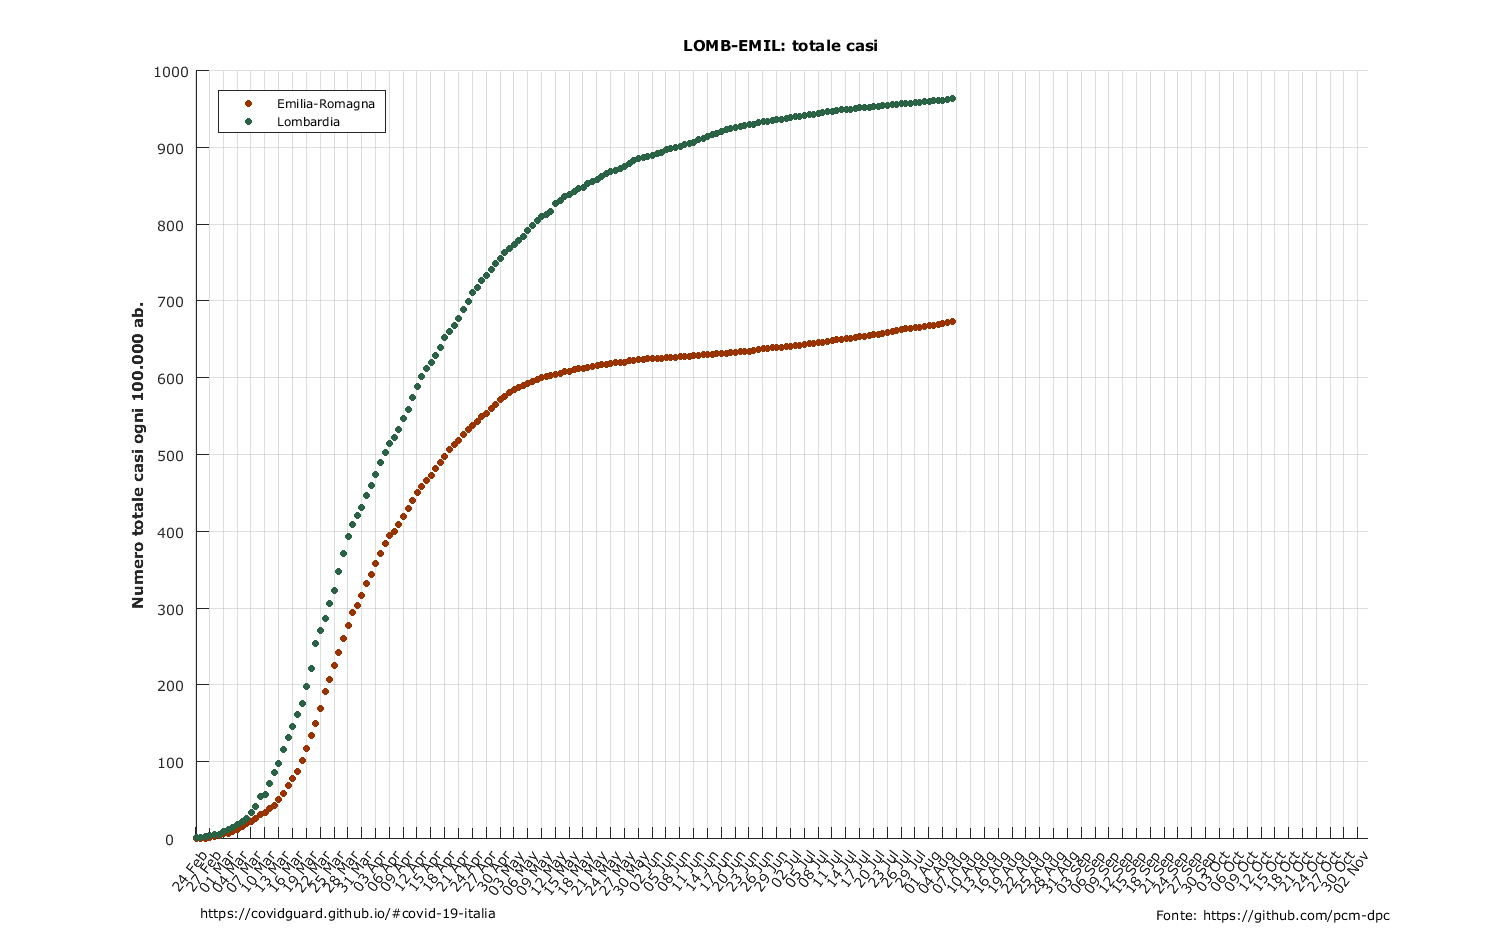 LOMB-EMIL: totale casi
Numero totale casi ogni 100.000 ab.
1000
900
800
700
600
500
400
300
200
100
0
Emilia-Romagna
Lombardia
24 Feb
27 Feb
01 Mar
04 Mar
07 Mar
10 Mar
13 Mar
16 Mar
19 Mar
22 Mar
25 Mar
28 Mar
31 Mar
03 Apr
06 Apr
09 Apr
12 Apr
15 Apr
18 Apr
21 Apr
24 Apr
27 Apr
30 Apr
03 May
06 May
09 May
12 May
15 May
18 May
21 May
24 May
27 May
30 May
02 Jun
05 Jun
08 Jun
11 Jun
14 Jun
17 Jun
20 Jun
23 Jun
26 Jun
29 Jun
02 Jul
05 Jul
08 Jul
11 Jul
14 Jul
17 Jul
20 Jul
23 Jul
26 Jul
29 Jul
01 Aug
04 Aug
07 Aug
10 Aug
13 Aug
16 Aug
19 Aug
22 Aug
25 Aug
28 Aug
31 Aug
03 Sep
06 Sep
09 Sep
12 Sep
15 Sep
18 Sep
21 Sep
24 Sep
27 Sep
30 Sep
03 Oct
06 Oct
09 Oct
12 Oct
15 Oct
18 Oct
21 Oct
24 Oct
27 Oct
30 Oct
02 Nov
https://covidguard.github.io/#covid-19-italia
Fonte: https://github.com/pcm-dpc